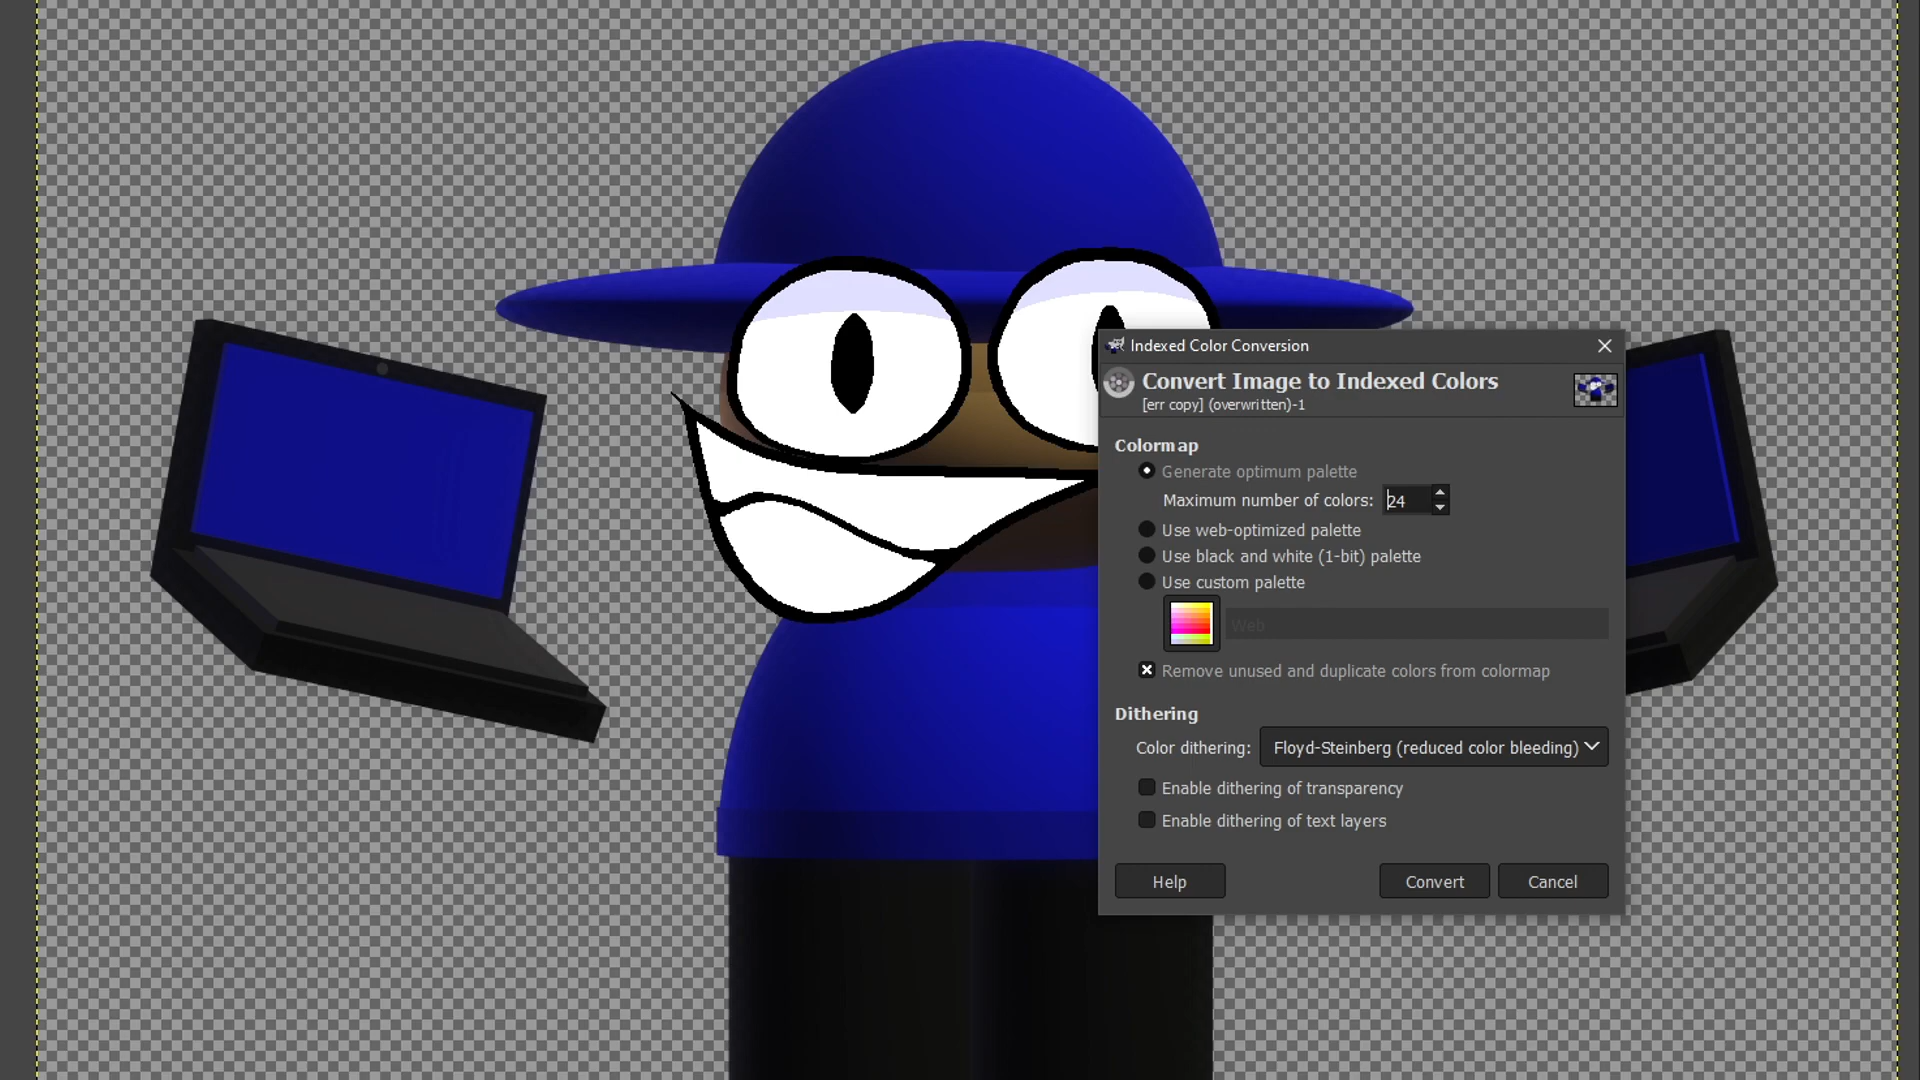 Indexed Color Conversion
Convert Image to Indexed Colors
[err copy] (overwritten)-1
Colormap
Generate optimum palette
Maximum number of colors: 24
Use web-optimized palette
Use black and white (1-bit) palette
Use custom palette
Web
Remove unused and duplicate colors from colormap
Dithering
Color dithering: Floyd-Steinberg (reduced color bleeding)
Enable dithering of transparency
Enable dithering of text layers
Help Convert Cancel